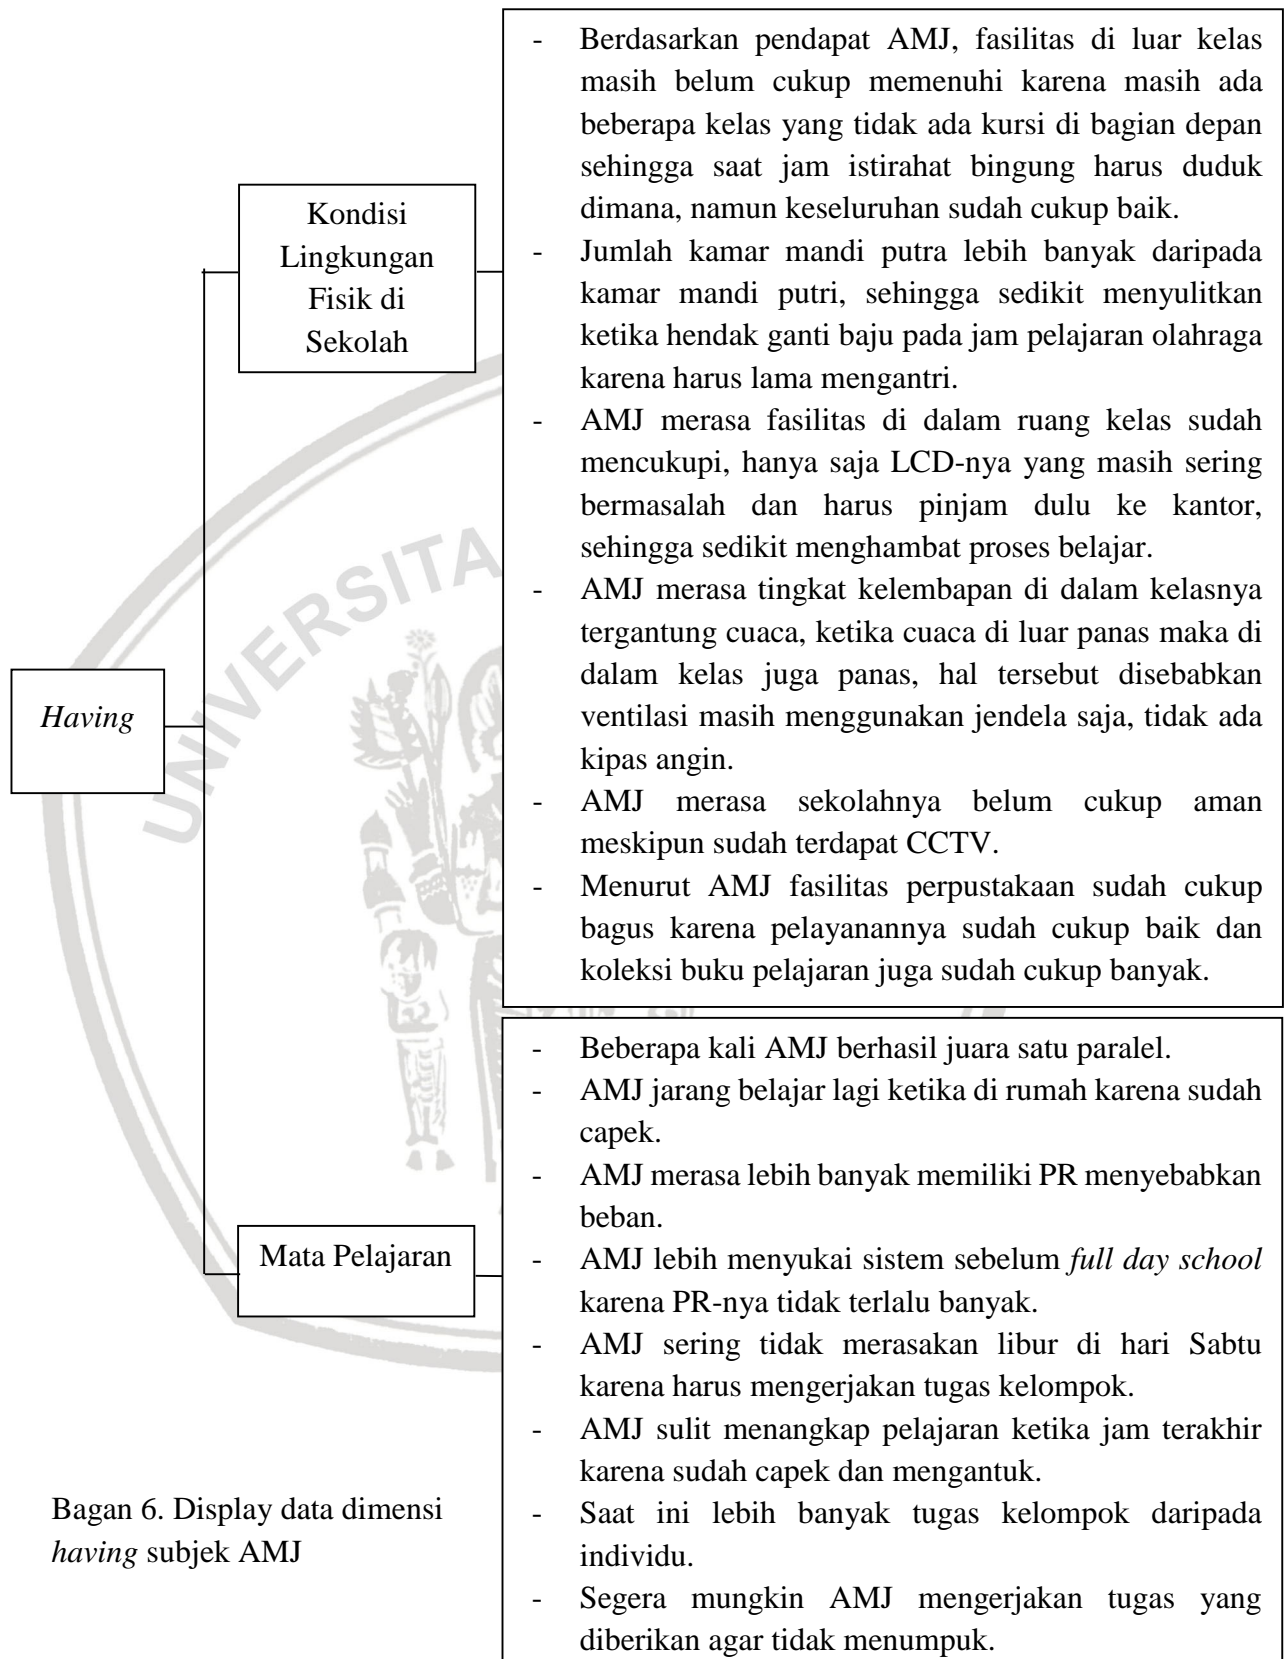 Having
Kondisi
Lingkungan
Fisik di
Sekolah
- Berdasarkan pendapat AMJ, fasilitas di luar kelas
masih belum cukup memenuhi karena masih ada
beberapa kelas yang tidak ada kursi di bagian depan
sehingga saat jam istirahat bingung harus duduk
dimana, namun keseluruhan sudah cukup baik.
- Jumlah kamar mandi putra lebih banyak daripada
kamar mandi putri, sehingga sedikit menyulitkan
ketika hendak ganti baju pada jam pelajaran olahraga
karena harus lama mengantri.
- AMJ merasa fasilitas di dalam ruang kelas sudah
mencukupi, hanya saja LCD-nya yang masih sering
bermasalah dan harus pinjam dulu ke kantor,
sehingga sedikit menghambat proses belajar.
- AMJ merasa tingkat kelembapan di dalam kelasnya
tergantung cuaca, ketika cuaca di luar panas maka di
dalam kelas juga panas, hal tersebut disebabkan
ventilasi masih menggunakan jendela saja, tidak ada
kipas angin.
- AMJ merasa sekolahnya belum cukup aman
meskipun sudah terdapat CCTV.
- Menurut AMJ fasilitas perpustakaan sudah cukup
bagus karena pelayanannya sudah cukup baik dan
koleksi buku pelajaran juga sudah cukup banyak.
Mata Pelajaran
- Beberapa kali AMJ berhasil juara satu paralel.
- AMJ jarang belajar lagi ketika di rumah karena sudah
capek.
- AMJ merasa lebih banyak memiliki PR menyebabkan
beban.
- AMJ lebih menyukai sistem sebelum full day school
karena PR-nya tidak terlalu banyak.
- AMJ sering tidak merasakan libur di hari Sabtu
karena harus mengerjakan tugas kelompok.
- AMJ sulit menangkap pelajaran ketika jam terakhir
karena sudah capek dan mengantuk.
- Saat ini lebih banyak tugas kelompok daripada
individu.
- Segera mungkin AMJ mengerjakan tugas yang
diberikan agar tidak menumpuk.
Bagan 6. Display data dimensi
having subjek AMJ
UNIVERSITA